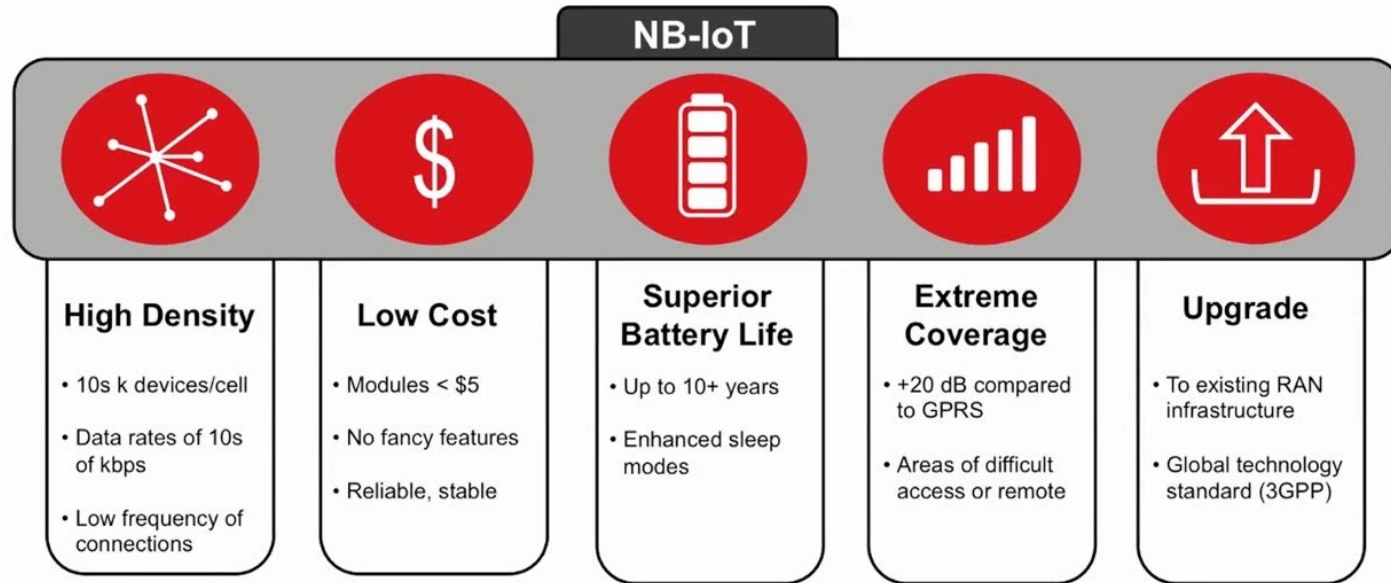 NB-IoT
$
High Density
• 10s k devices/cell
• Data rates of 10s
of kbps
• Low frequency of
connections
Low Cost
• Modules < $5
• No fancy features
• Reliable, stable
Superior
Battery Life
• Up to 10+ years
• Enhanced sleep
modes
Extreme
Coverage
• +20 dB compared
to GPRS
• Areas of difficult
access or remote
Upgrade
• To existing RAN
infrastructure
• Global technology
standard (3GPP)